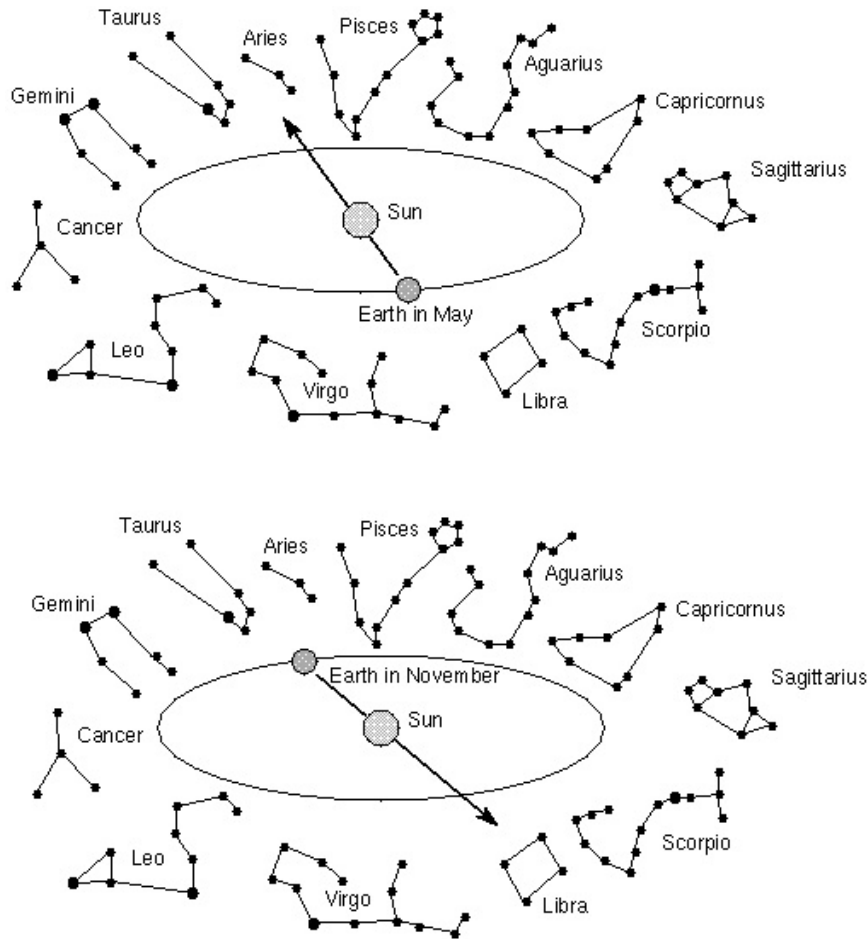 Taurus
Aries
Pisces
Aguarius
Gemini
Capricornus
Sagittarius
Sun
Cancer
Earth in May
Scorpio
Leo
Virgo
Libra
Taurus
Aries
Pisces
Aguarius
Gemini
Capricornus
Earth in November
Sagittarius
Sun
Cancer
Scorpio
Leo
Virgo
Libra